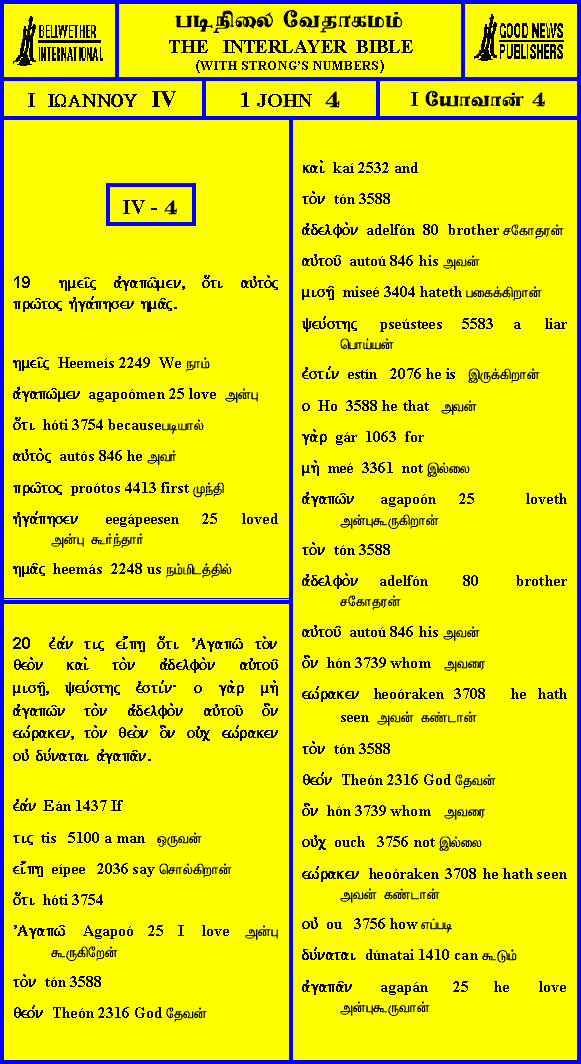 BELLWETHER
INTERNATIONAL
படிநிலை வேதாகமம்
THE INTERLAYER BIBLE
(WITH STRONG'S NUMBERS)
GOOD NEWS
PUBLISHERS
I ΙΩΑΝΝΟΥ IV
1 JOHN 4
I யோவான் 4
IV - 4
19 ημεῖς ἀγαπῶμεν, ὅτι αὐτὸς
πρῶτος ἠγάπησεν ημᾶς.
ημεῖς Heemeís 2249 We நாம்
ἀγαπῶμεν agapoómen 25 love அன்பு
ὅτι hóti 3754 becauseபடியால்
αὐτὸς autós 846 he அவர்
πρῶτος proótos 4413 first முந்தி
ἠγάπησεν eegápeesen 25 loved
அன்பு கூர்ந்தார்
ημᾶς heemás 2248 us நம்மிடத்தில்
20 ἐάν τις εἴπῃ ὅτι Ἀγαπῶ τὸν
θεὸν καὶ τὸν ἀδελφὸν αὐτοῦ
μισῇ, ψεύστης ἐστίν· ο γὰρ μὴ
ἀγαπῶν τὸν ἀδελφὸν αὐτοῦ ὃν
εώρακεν, τὸν θεὸν ὃν οὐχ εώρακεν
οὐ δύναται ἀγαπᾶν.
ἐάν Eán 1437 If
τις tis 5100 a man ஒருவன்
εἴπῃ eípee 2036 say சொல்கிறான்
ὅτι hóti 3754
Ἀγαπῶ Agapoó 25 I love அன்பு
கூருகிறேன்
τὸν tón 3588
θεόν Theón 2316 God தேவன்
καὶ kaí 2532 and
τὸν tón 3588
ἀδελφὸν adelfón 80 brother சகோதரன்
αὐτοῦ autoú 846 his அவன்
μισῇ miseé 3404 hateth பகைக்கிறான்
ψεύστης pseústees 5583 a liar
பொய்யன்
ἐστίν estín 2076 he is இருக்கிறான்
ο Ho 3588 he that அவன்
γὰρ gár 1063 for
μὴ meé 3361 not இல்லை
ἀγαπῶν agapoón 25 loveth
அன்புகூருகிறான்
τὸν tón 3588
ἀδελφὸν adelfón 80 brother
சகோதரன்
αὐτοῦ autoú 846 his அவன்
ὃν hón 3739 whom அவரை
εώρακεν heoóraken 3708 he hath
seen அவன் கண்டான்
τὸν tón 3588
θεόν Theón 2316 God தேவன்
ὃν hón 3739 whom அவரை
οὐχ ouch 3756 not இல்லை
εώρακεν heoóraken 3708 he hath seen
அவன் கண்டான்
οὐ ou 3756 how எப்படி
δύναται dúnatai 1410 can கூடும்
ἀγαπᾶν agapán 25 he love
அன்புகூருவான்